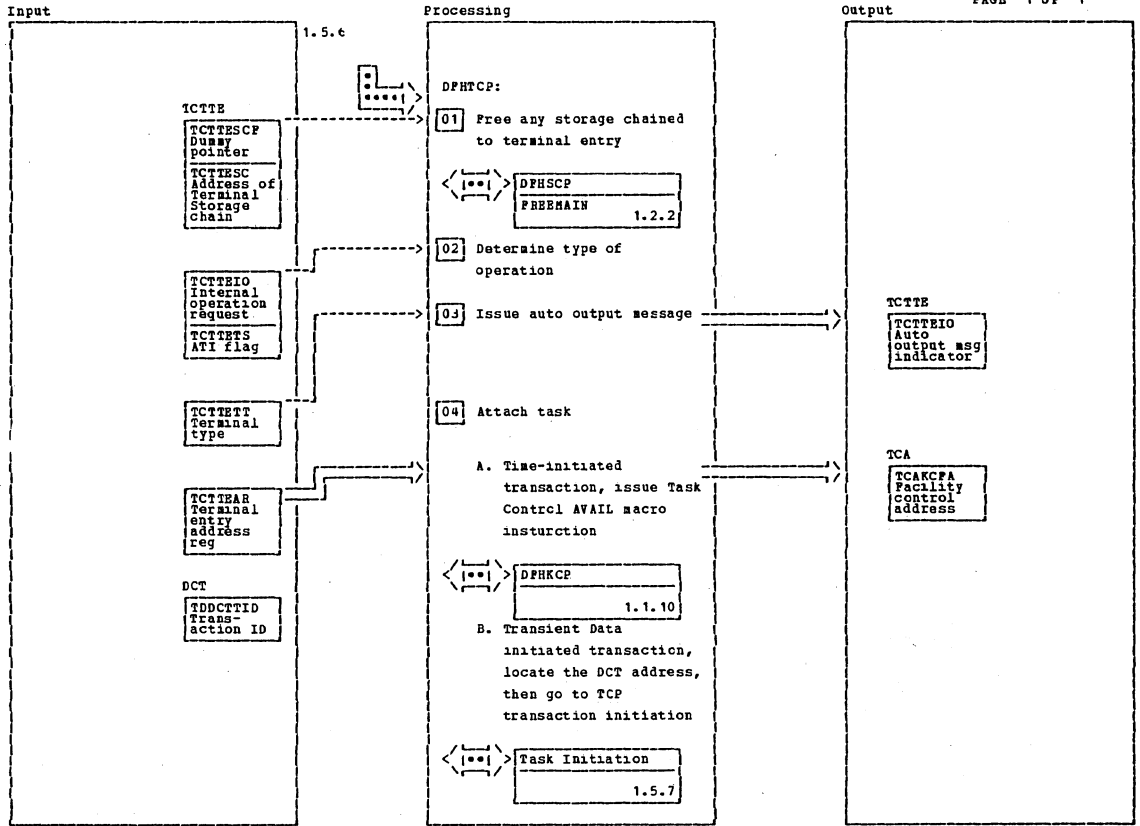 Input
Processing
Output
PAGE 1 OF 1
1.5.6
DFHTCP:
TCTTE
TCTTESCP
Dummy
pointer
TCTTESC
Address of
Terminal
Storage
chain
01 Free any storage chained
to terminal entry
DFHSCP
FREEMAIN
1.2.2
02 Determine type of
operation
TCTTEIO
Internal
operation
request
TCTTETS
ATI flag
03 Issue auto output message
TCTTE
TCTTEIO
Auto
output msg
indicator
TCTTETT
Terminal
type
04 Attach task
A. Time-initiated
transaction, issue Task
Control AVAIL macro
insturction
TCA
TCAKCFA
Facility
control
address
TCTTEAR
Terminal
entry
address
reg
DFHKCP
1.1.10
DCT
TDDCTTID
Trans-
action ID
B. Transient Data
initiated transaction,
locate the DCT address,
then go to TCP
transaction initiation
Task Initiation
1.5.7